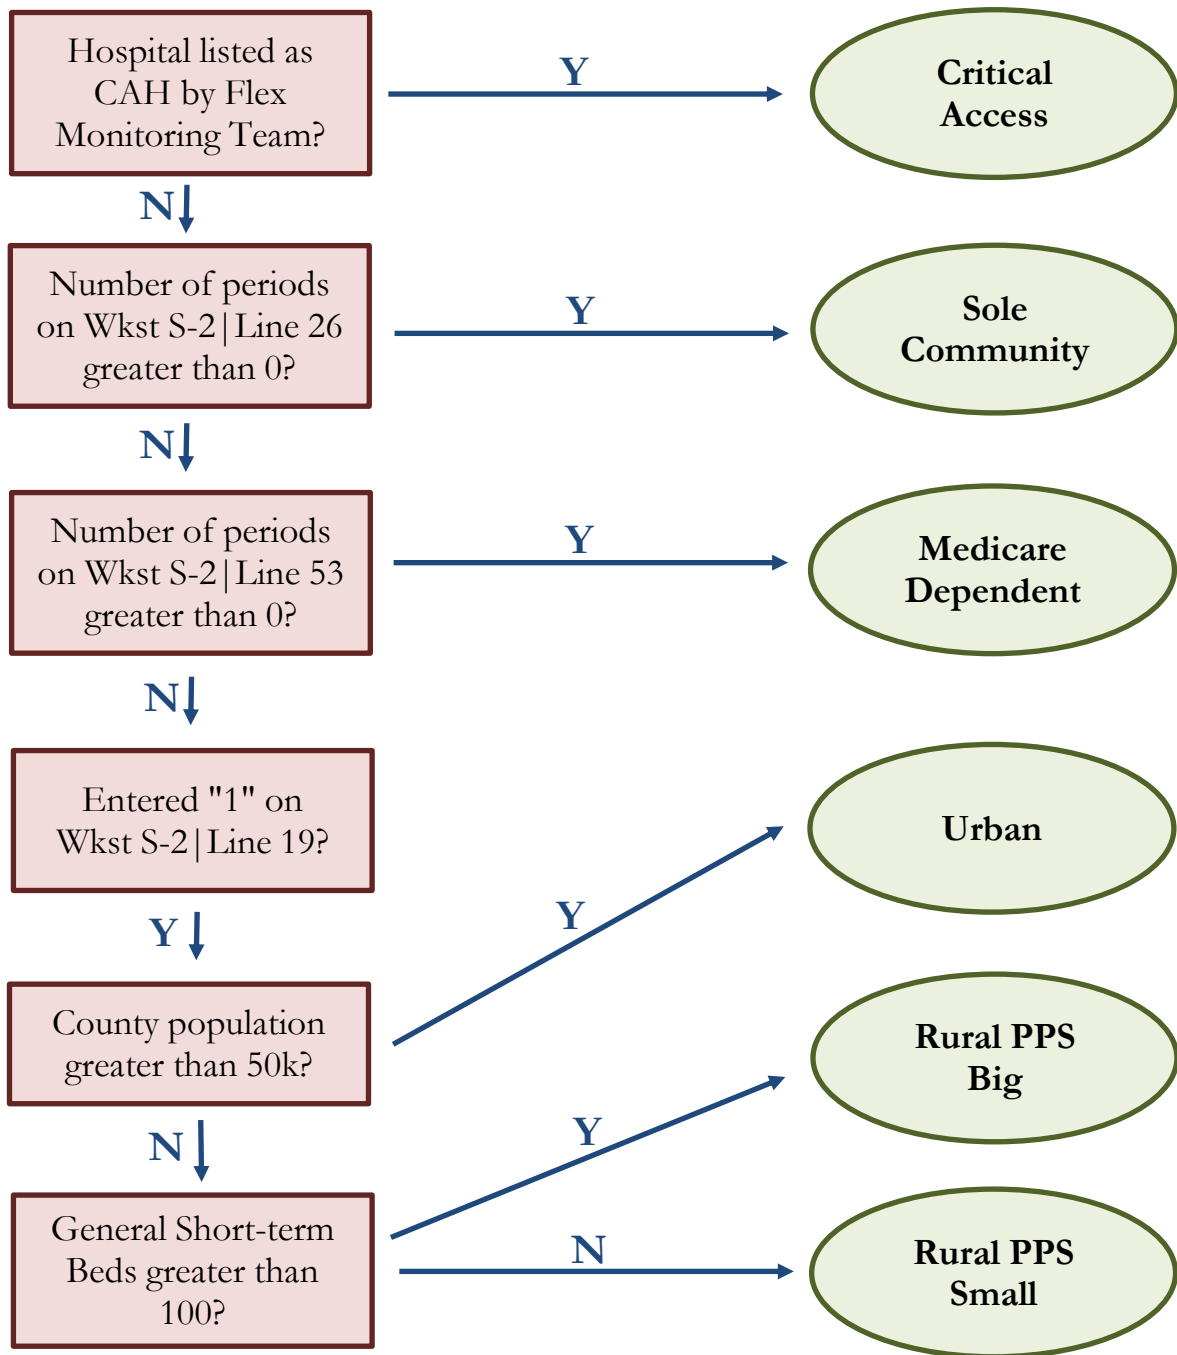 Hospital listed as
CAH by Flex
Monitoring Team?
Y
Critical
Access
N
Number of periods
on Wkst S-2|Line 26
greater than 0?
Y
Sole
Community
N
Number of periods
on Wkst S-2|Line 53
greater than 0?
Y
Medicare
Dependent
N
Entered "1" on
Wkst S-2|Line 19?
Urban
Y
Y
County population
greater than 50k?
Rural PPS
Big
N
Y
General Short-term
Beds greater than
100?
N
Rural PPS
Small